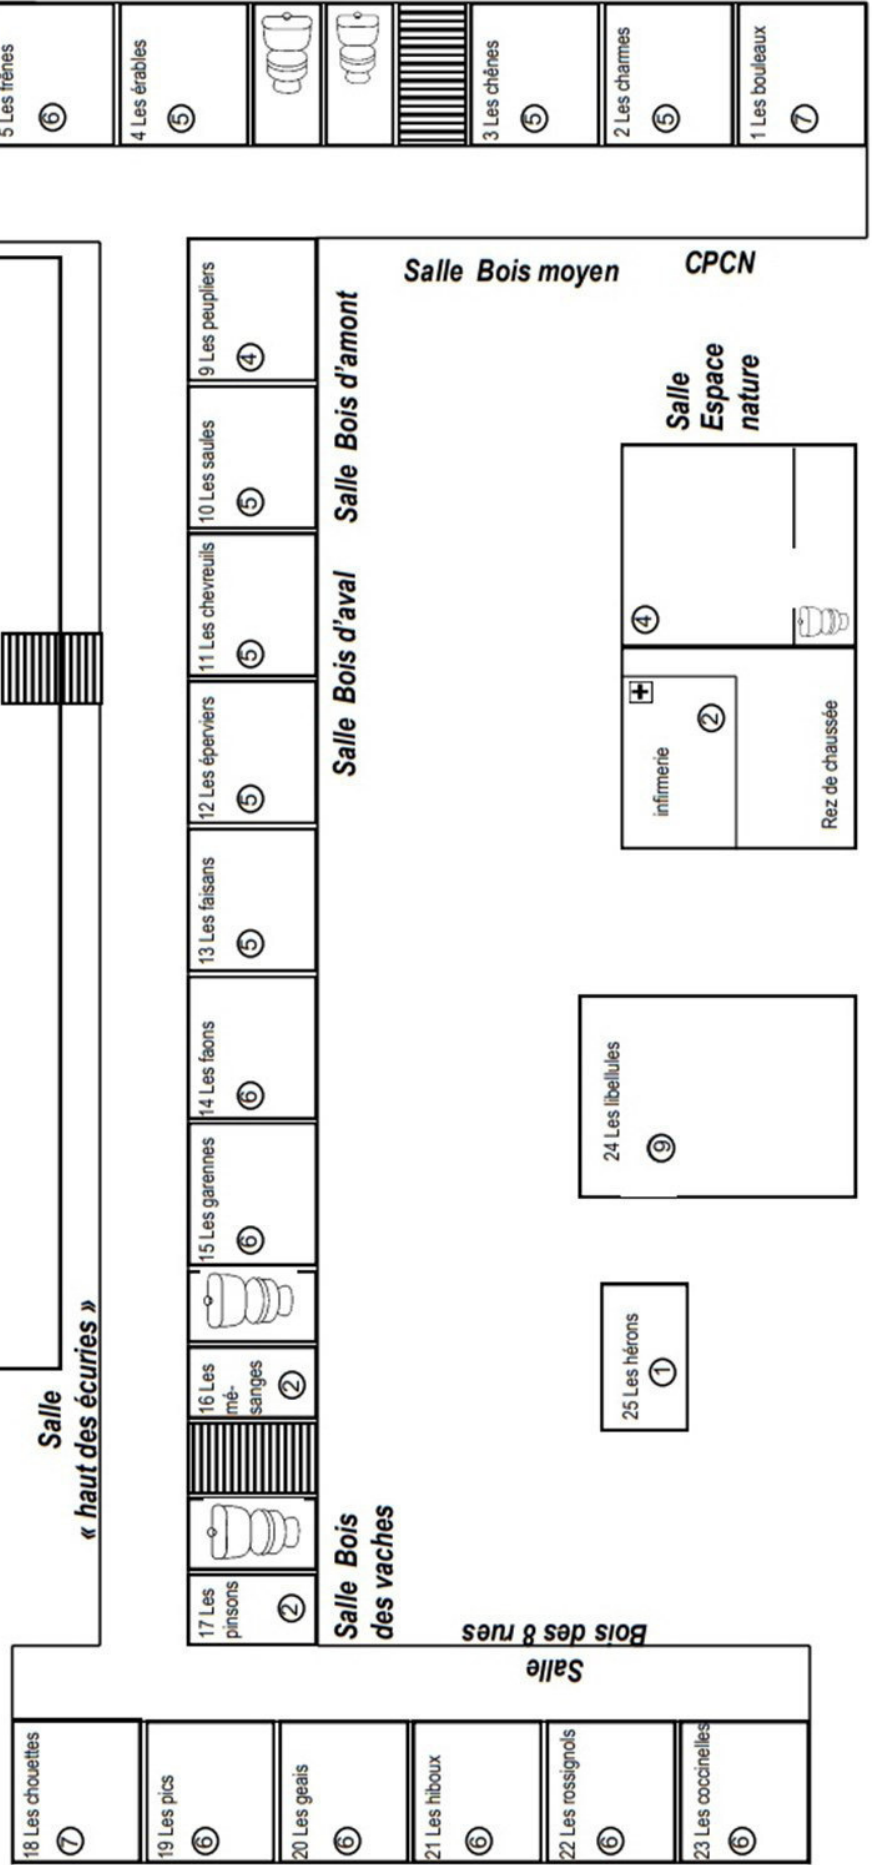 5 Les frênes
6
4 Les érables
5
3 Les chênes
5
2 Les charmes
5
1 Les bouleaux
7
Salle Bois moyen
CPCN
9 Les peupliers
4
10 Les saules
5
11 Les chevreuils
5
12 Les éperviers
5
13 Les faisans
5
14 Les faons
6
15 Les garennes
6
16 Les
mé-
sanges
2
17 Les
pinsons
2
Salle Bois d'amont
Salle Bois d'aval
Salle Bois
des vaches
Salle
Espace
nature
4
infirmerie
2
Rez de chaussée
24 Les libellules
9
25 Les hérons
1
Salle
« haut des écuries »
Salle
Bois des 8 rues
18 Les chouettes
7
19 Les pics
6
20 Les geais
6
21 Les hiboux
6
22 Les rossignols
6
23 Les coccinelles
6